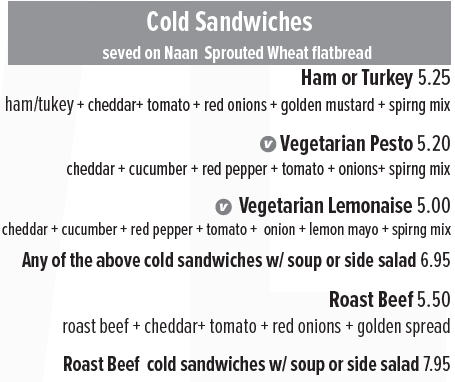 Cold Sandwiches
seved on Naan Sprouted Wheat flatbread
Ham or Turkey 5.25
ham/tukey + cheddar+ tomato + red onions + golden mustard + spirng mix
v Vegetarian Pesto 5.20
cheddar + cucumber + red pepper + tomato + onions+ spirng mix
v Vegetarian Lemonaise 5.00
cheddar + cucumber + red pepper + tomato + onion + lemon mayo + spirng mix
Any of the above cold sandwiches w/ soup or side salad 6.95
Roast Beef 5.50
roast beef + cheddar+ tomato + red onions + golden spread
Roast Beef cold sandwiches w/ soup or side salad 7.95